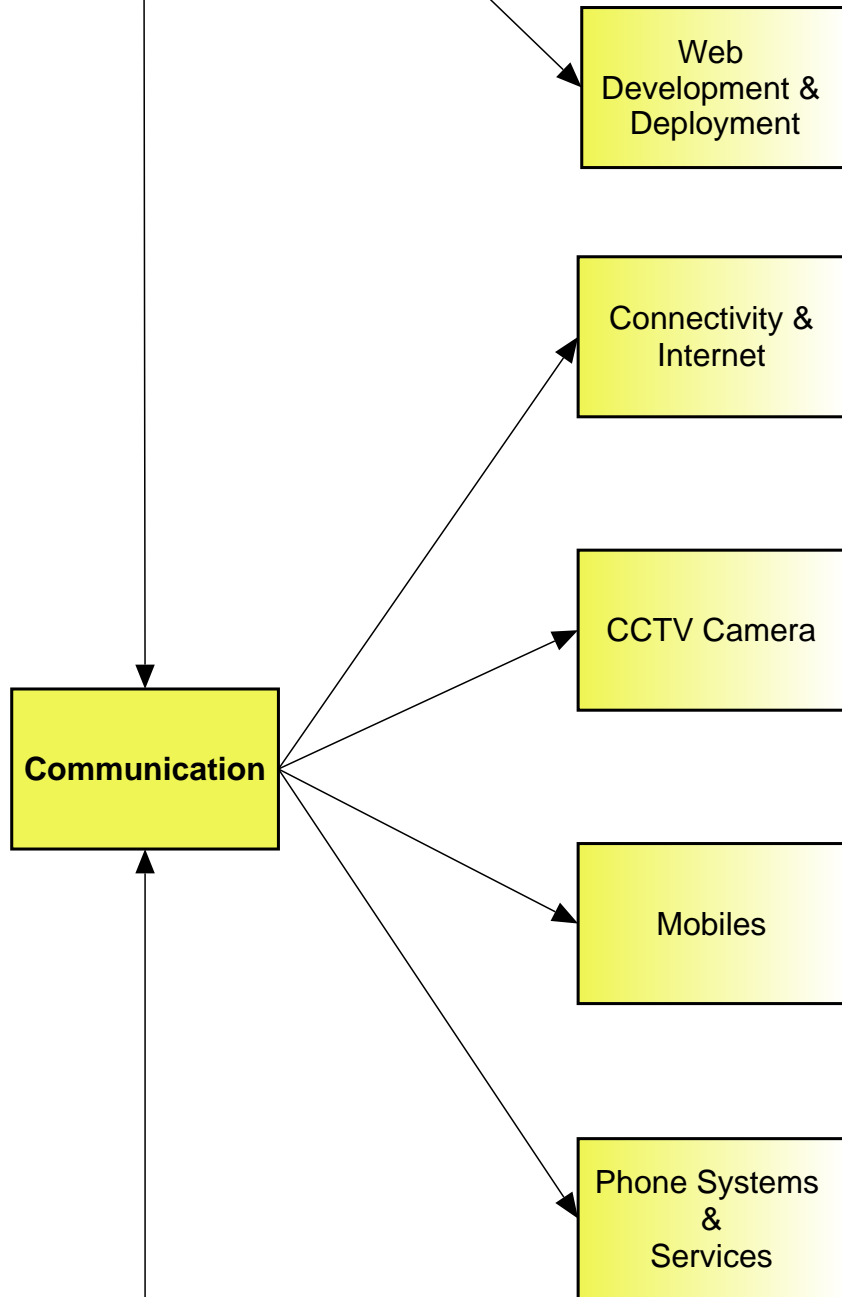 Web
Development &
Deployment
Connectivity &
Internet
CCTV Camera
Communication
Mobiles
Phone Systems
&
Services